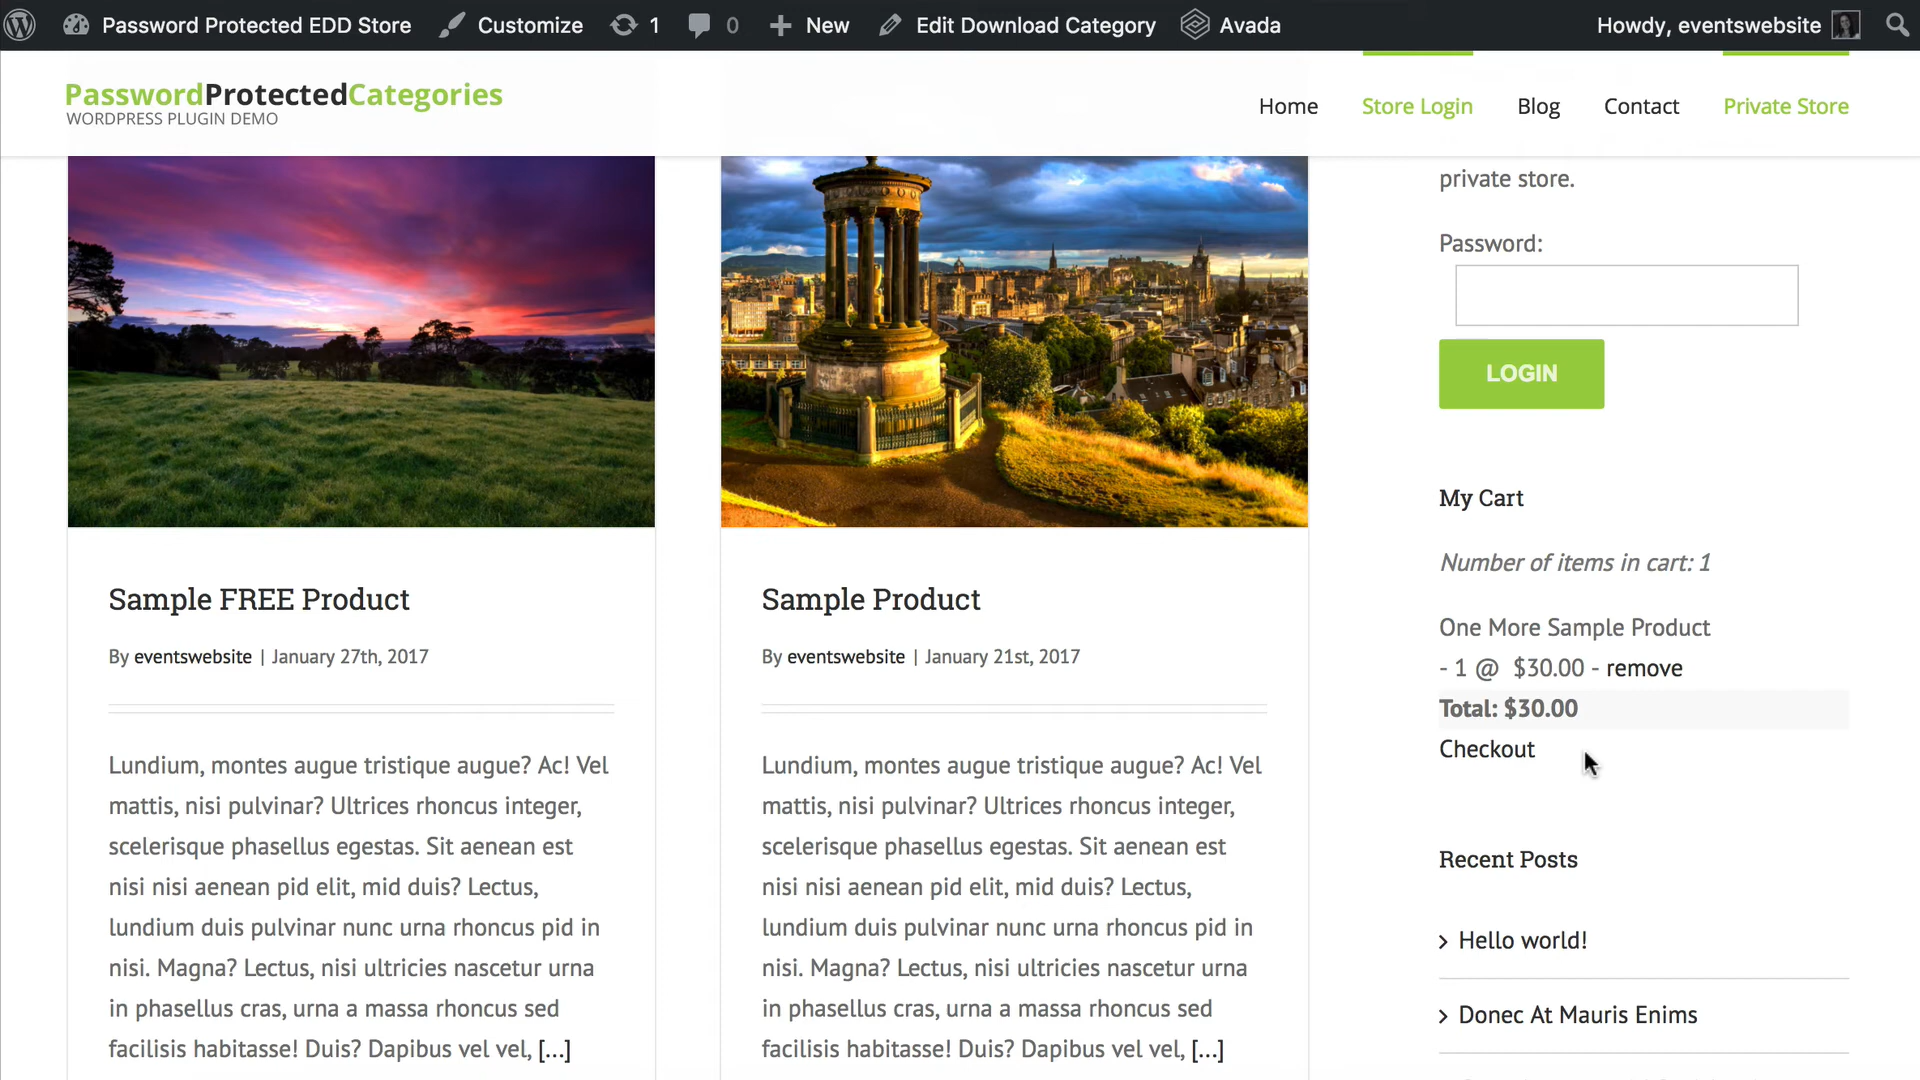 Password Protected EDD Store
Customize
1
0
New
Edit Download Category
Avada
Howdy, eventswebsite
PasswordProtectedCategories
WORDPRESS PLUGIN DEMO
Home
Store Login
Blog
Contact
Private Store
Sample FREE Product
By eventswebsite | January 27th, 2017
Lundium, montes augue tristique augue? Ac! Vel
mattis, nisi pulvinar? Ultrices rhoncus integer,
scelerisque phasellus egestas. Sit aenean est
nisi nisi aenean pid elit, mid duis? Lectus,
lundium duis pulvinar nunc urna rhoncus pid in
nisi. Magna? Lectus, nisi ultricies nascetur urna
in phasellus cras, urna a massa rhoncus sed
facilisis habitasse! Duis? Dapibus vel vel, [...]
Sample Product
By eventswebsite | January 21st, 2017
Lundium, montes augue tristique augue? Ac! Vel
mattis, nisi pulvinar? Ultrices rhoncus integer,
scelerisque phasellus egestas. Sit aenean est
nisi nisi aenean pid elit, mid duis? Lectus,
lundium duis pulvinar nunc urna rhoncus pid in
nisi. Magna? Lectus, nisi ultricies nascetur urna
in phasellus cras, urna a massa rhoncus sed
facilisis habitasse! Duis? Dapibus vel vel, [...]
private store.
Password:
LOGIN
My Cart
Number of items in cart: 1
One More Sample Product
- 1 @ $30.00 - remove
Total: $30.00
Checkout
Recent Posts
> Hello world!
> Donec At Mauris Enims